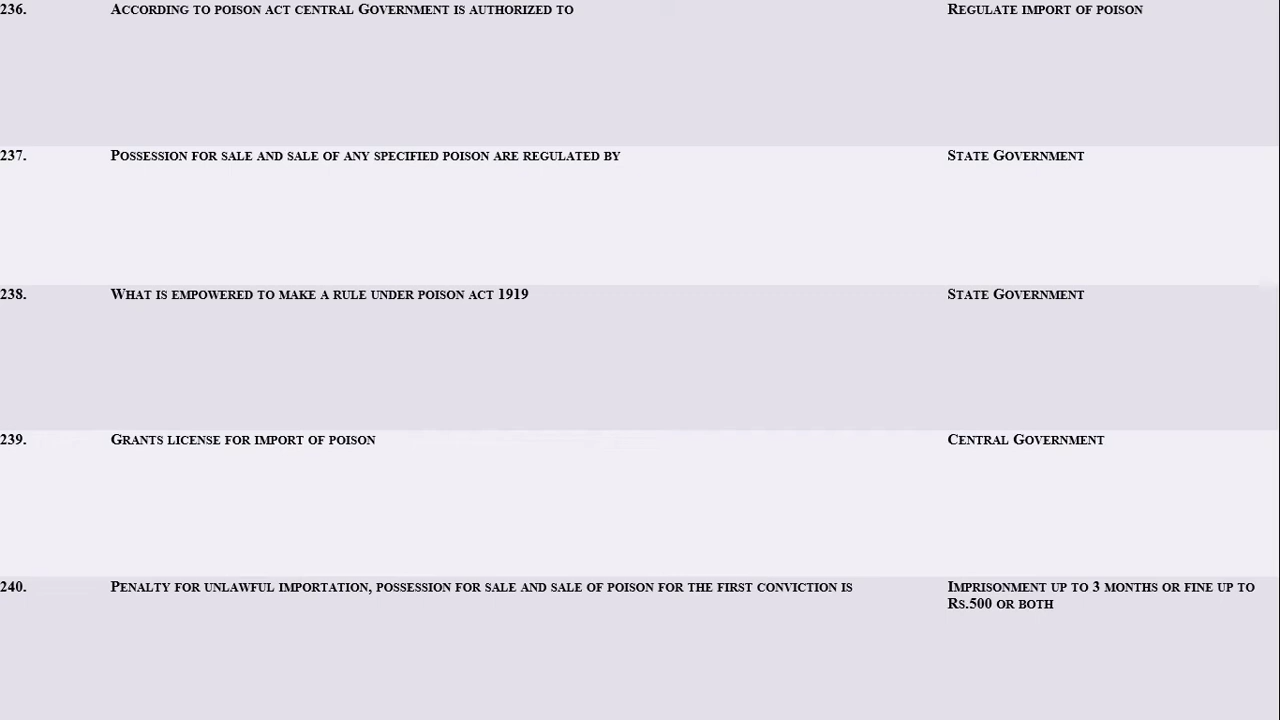 236. According to poison act central Government is authorized to Regulate import of poison
237. Possession for sale and sale of any specified poison are regulated by State Government
238. What is empowered to make a rule under poison act 1919 State Government
239. Grants license for import of poison Central Government
240. Penalty for unlawful importation, possession for sale and sale of poison for the first conviction is Imprisonment up to 3 months or fine up to
Rs.500 or both